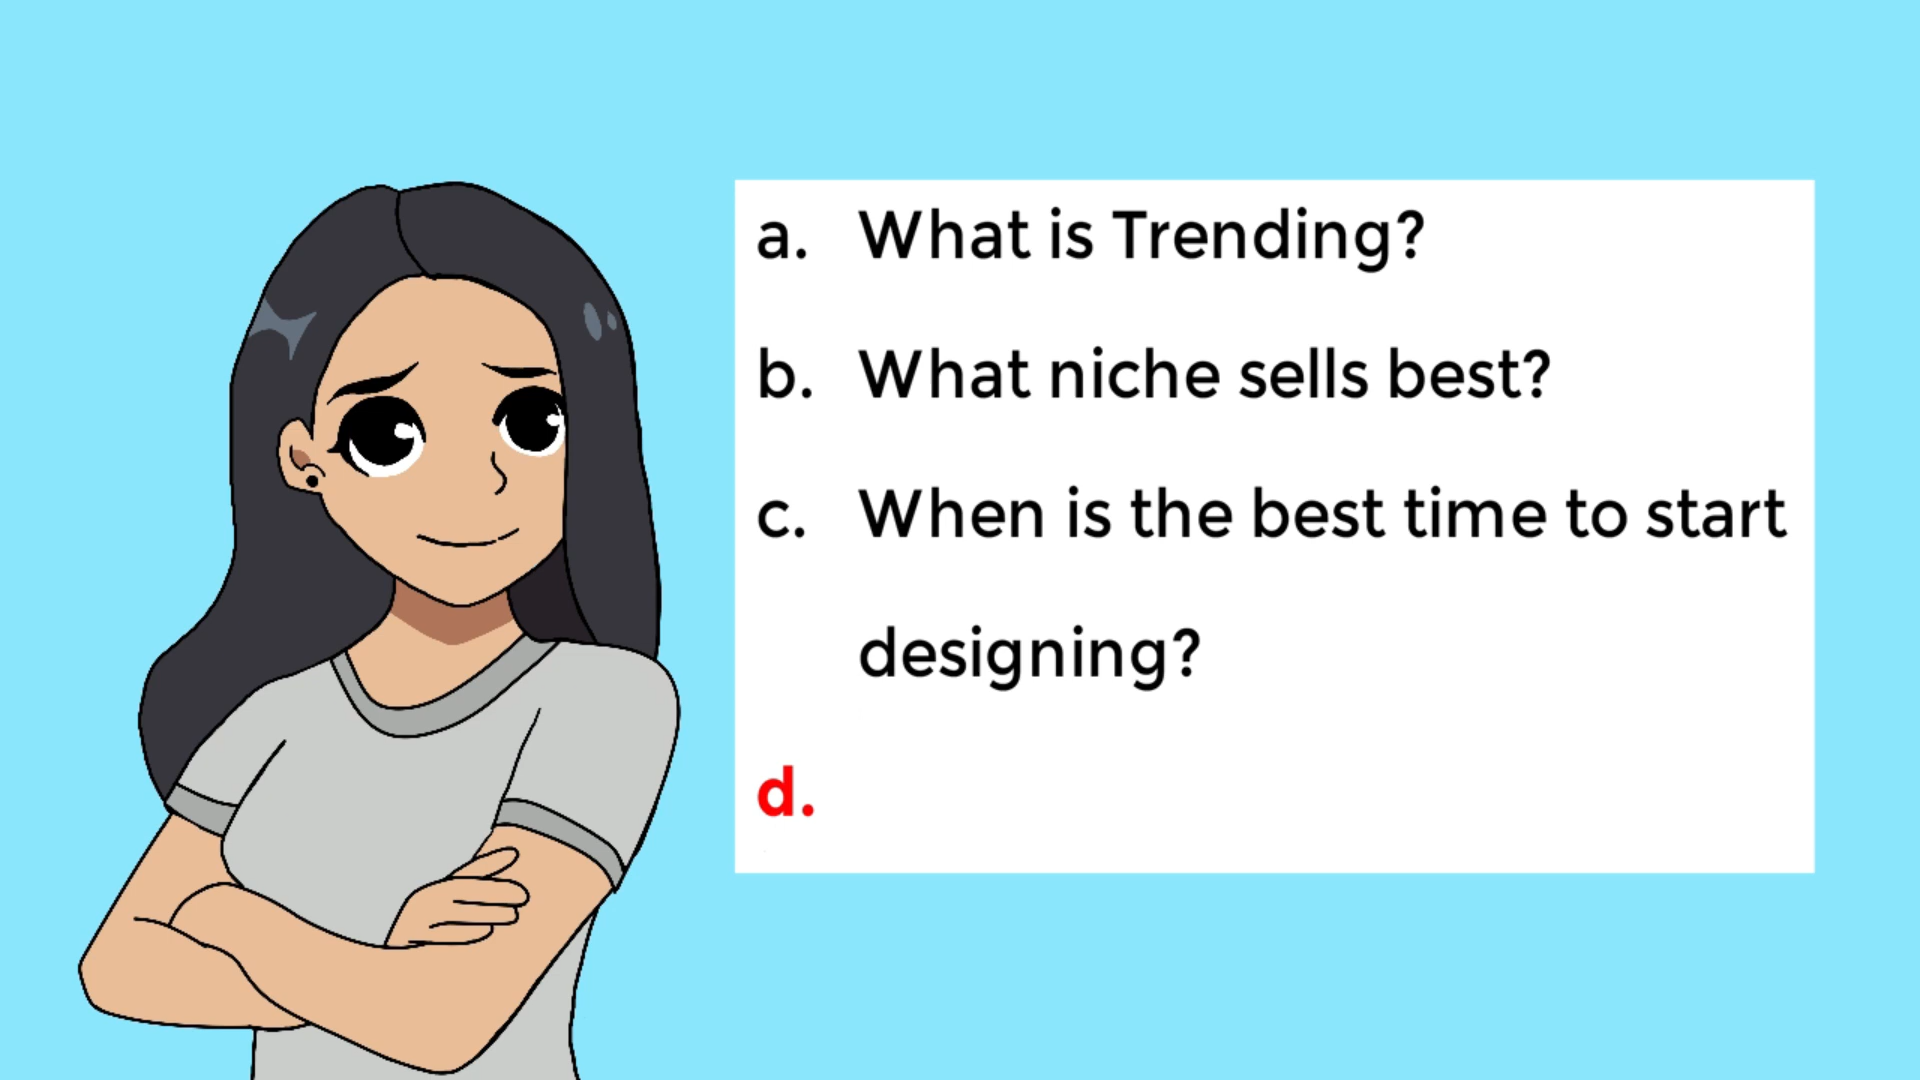 a. What is Trending?
b. What niche sells best?
c. When is the best time to start
designing?
d.